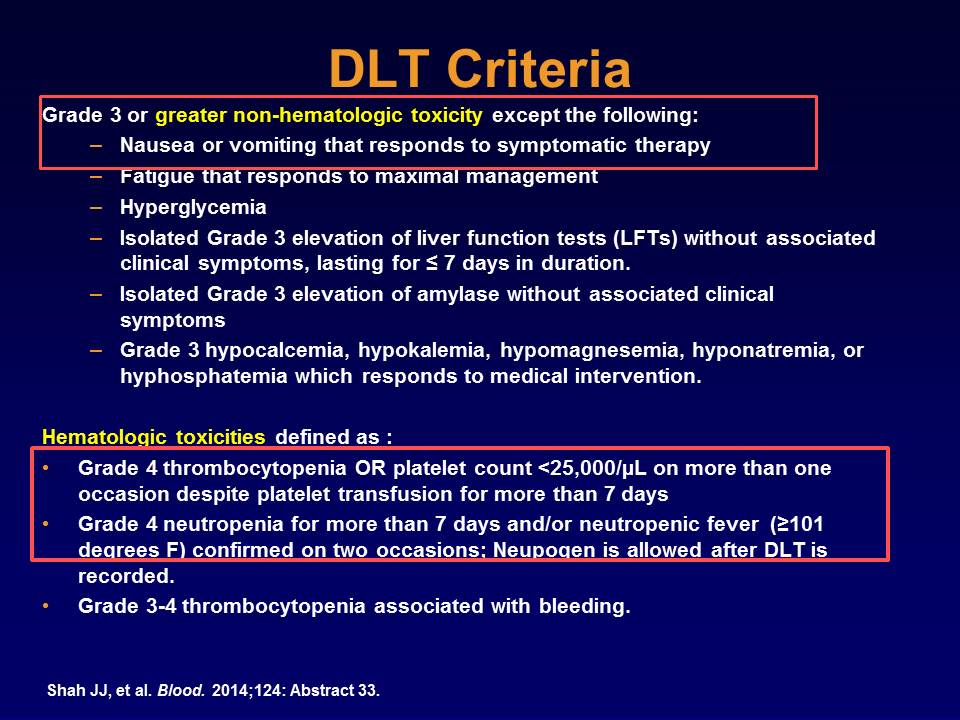 DLT Criteria
Grade 3 or greater non-hematologic toxicity except the following:
– Nausea or vomiting that responds to symptomatic therapy
– Fatigue that responds to maximal management
– Hyperglycemia
– Isolated Grade 3 elevation of liver function tests (LFTs) without associated
clinical symptoms, lasting for ≤ 7 days in duration.
– Isolated Grade 3 elevation of amylase without associated clinical
symptoms
– Grade 3 hypocalcemia, hypokalemia, hypomagnesemia, hyponatremia, or
hyphosphatemia which responds to medical intervention.
Hematologic toxicities defined as :
• Grade 4 thrombocytopenia OR platelet count <25,000/µL on more than one
occasion despite platelet transfusion for more than 7 days
• Grade 4 neutropenia for more than 7 days and/or neutropenic fever (≥101
degrees F) confirmed on two occasions; Neupogen is allowed after DLT is
recorded.
• Grade 3-4 thrombocytopenia associated with bleeding.
Shah JJ, et al. Blood. 2014;124: Abstract 33.